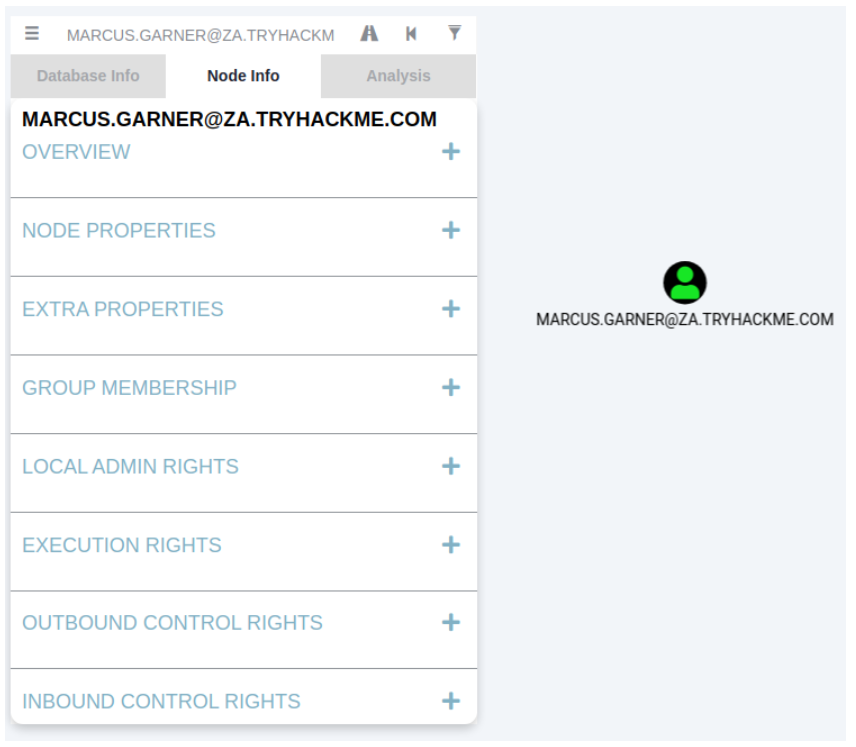 MARCUS.GARNER@ZA.TRYHACKM
Database Info Node Info Analysis
MARCUS.GARNER@ZA.TRYHACKME.COM
OVERVIEW
NODE PROPERTIES
EXTRA PROPERTIES
GROUP MEMBERSHIP
LOCAL ADMIN RIGHTS
EXECUTION RIGHTS
OUTBOUND CONTROL RIGHTS
INBOUND CONTROL RIGHTS
MARCUS.GARNER@ZA.TRYHACKME.COM